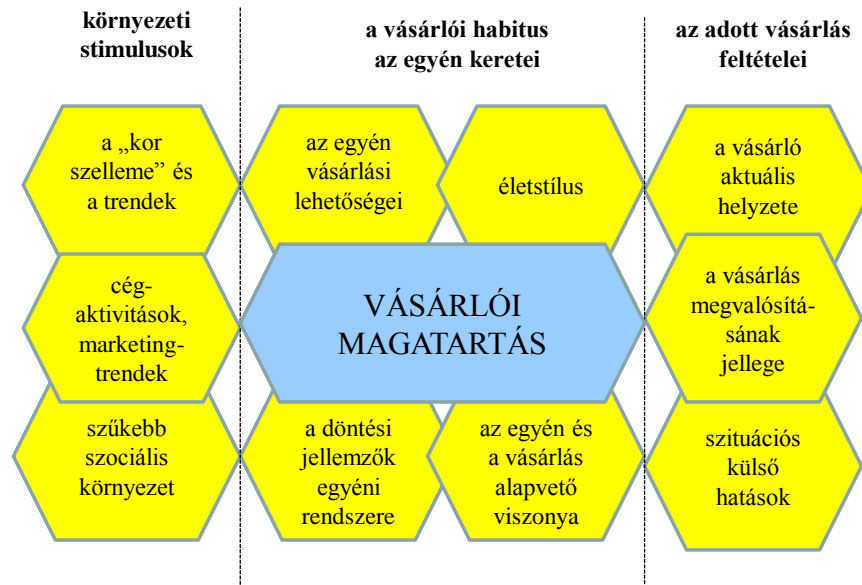 környezeti
stimulusok
a vásárlói habitus
az egyén keretei
az adott vásárlás
feltételei
a „kor
szelleme” és
a trendek
az egyén
vásárlási
lehetőségei
életstílus
a vásárló
aktuális
helyzete
cég-
aktivitások,
marketing-
trendek
VÁSÁRLÓI
MAGATARTÁS
a vásárlás
megvalósítá-
sának
jellege
szűkebb
szociális
környezet
a döntési
jellemzők
egyéni
rendszere
az egyén és
a vásárlás
alapvető
viszonya
szituációs
külső
hatások